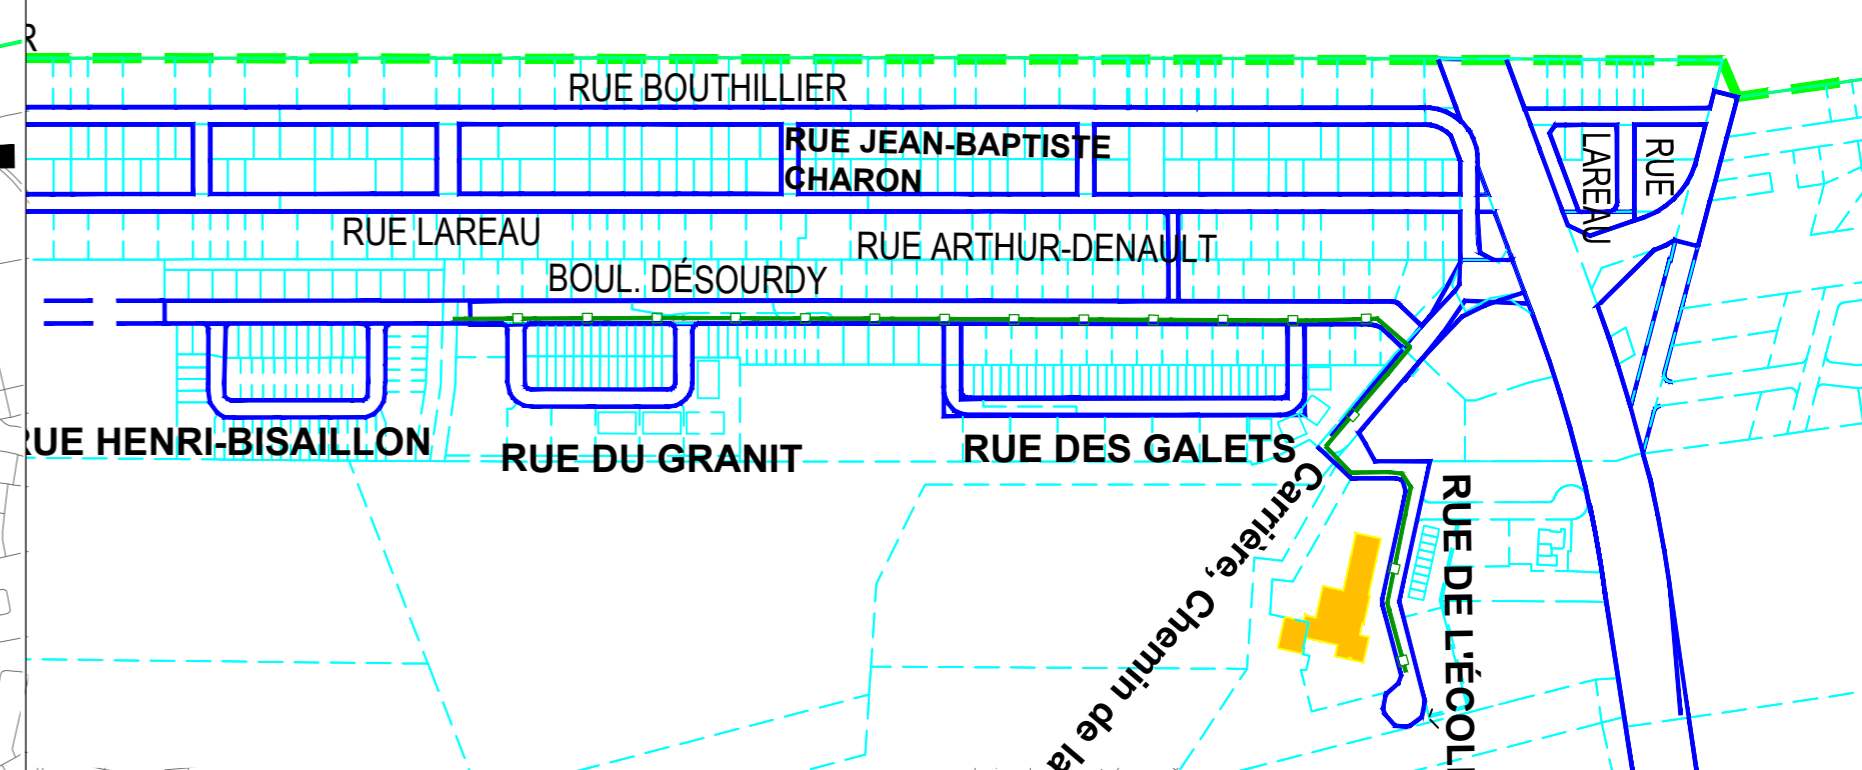 R
RUE BOUTHILLIER
RUE JEAN-BAPTISTE
CHARON
LAREAU
RUE
RUE LAREAU
RUE ARTHUR-DENAULT
BOUL. DÉSOURDY
RUE HENRI-BISAILLON
RUE DU GRANIT
RUE DES GALETS
Carrière, Chemin de la
RUE DE L'ÉCOL